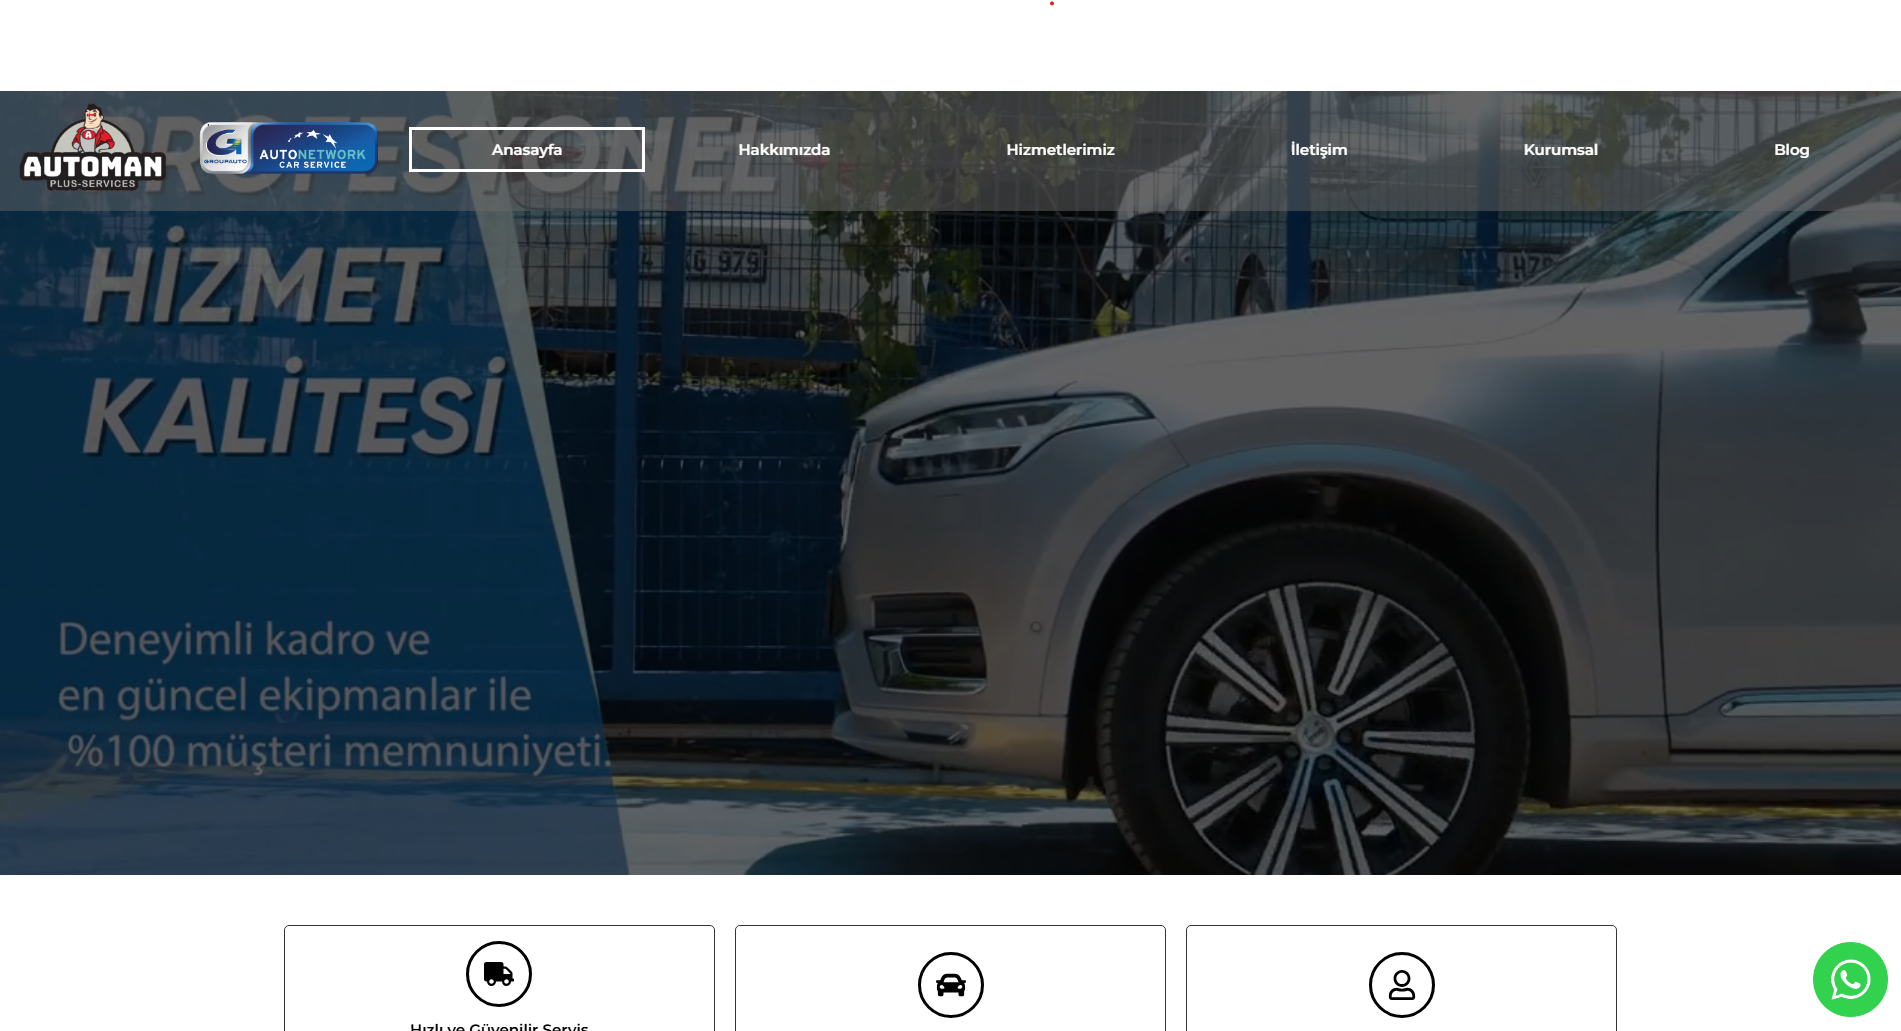 AUTOMAN
PLUS-SERVICES
GROUPAUTO
AUTONETWORK
CAR SERVICE
Anasayfa
Hakkımızda
Hizmetlerimiz
İletişim
Kurumsal
Blog
PROFESYONEL
HİZMET
KALİTESİ
Deneyimli kadro ve
en güncel ekipmanlar ile
%100 müşteri memnuniyeti.
Hızlı ve Güvenilir Servis